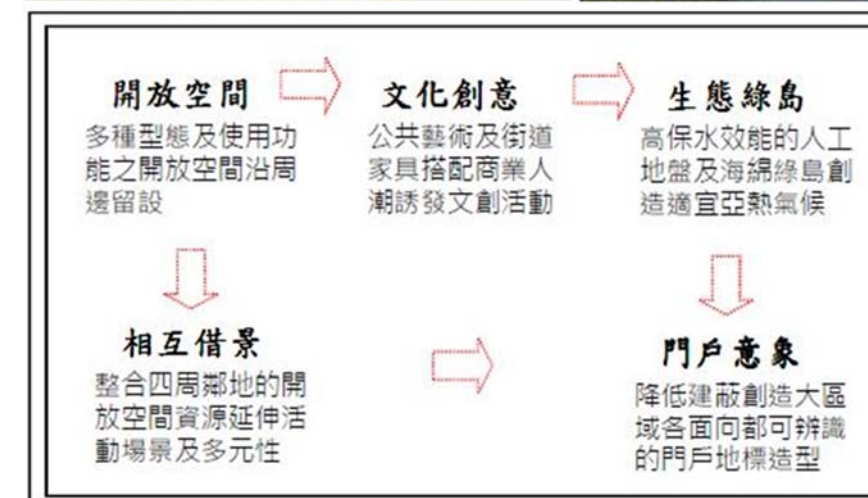 開放空間
多種型態及使用功
能之開放空間沿周
邊留設
文化創意
公共藝術及街道
家具搭配商業人
潮誘發文創活動
生態綠島
高保水效能的人工
地盤及海綿綠島創
造適宜亞熱氣候
相互借景
整合四周鄰地的開
放空間資源延伸活
動場景及多元性
門戶意象
降低建蔽創造大區
域各面向都可辨識
的門戶地標造型